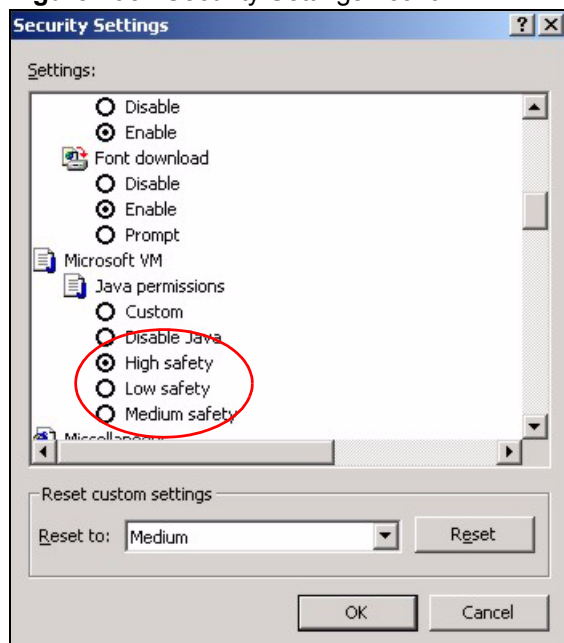 Security Settings
Settings:
Disable
Enable
Font download
Disable
Enable
Prompt
Microsoft VM
Java permissions
Custom
Disable Java
High safety
Low safety
Medium safety
Reset custom settings
Reset to: Medium Reset
OK Cancel